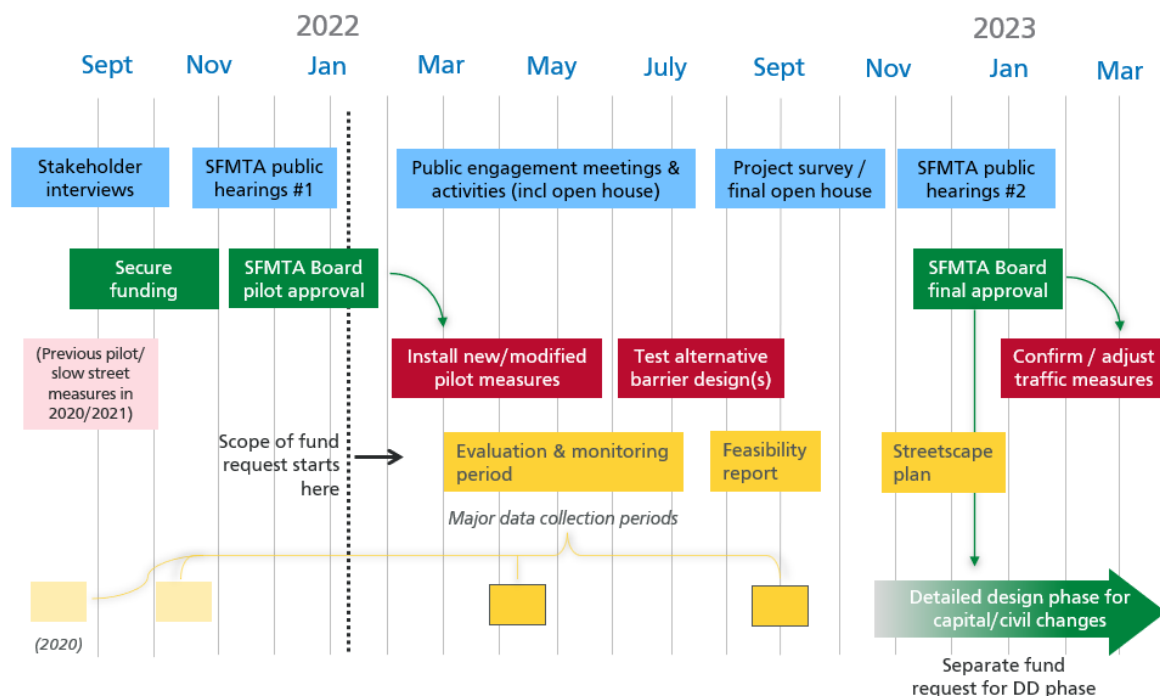 2022
2023
Sept
Nov
Jan
Mar
May
July
Sept
Nov
Jan
Mar
Stakeholder
interviews
SFMTA public
hearings #1
Public engagement meetings &
activities (incl open house)
Project survey /
final open house
SFMTA public
hearings #2
Secure
funding
SFMTA Board
pilot approval
SFMTA Board
final approval
(Previous pilot/
slow street
measures in
2020/2021)
Install new/modified
pilot measures
Test alternative
barrier design(s)
Confirm / adjust
traffic measures
Scope of fund
request starts
here
Evaluation & monitoring
period
Feasibility
report
Streetscape
plan
Major data collection periods
(2020)
Detailed design phase for
capital/civil changes
Separate fund
request for DD phase